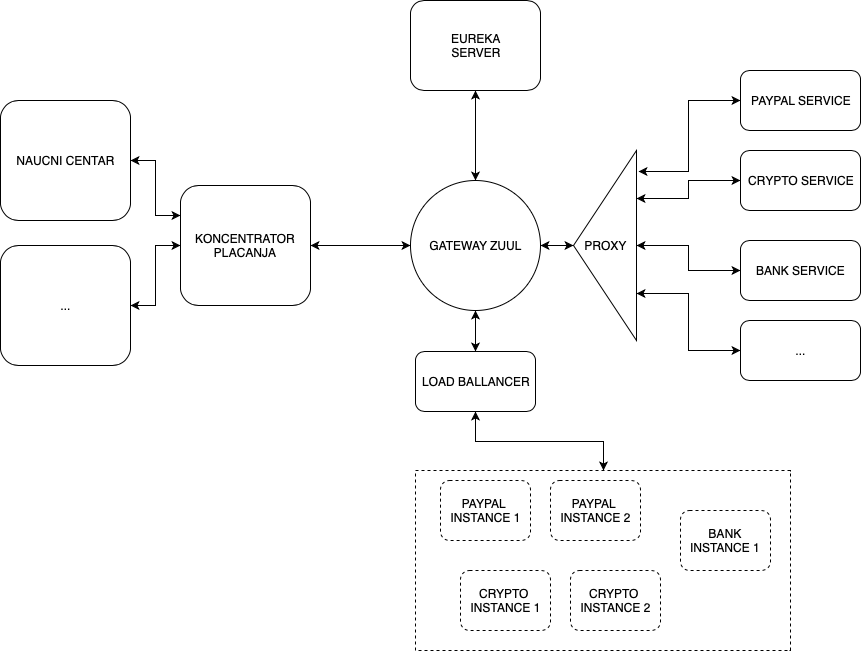 EUREKA
SERVER
PAYPAL SERVICE
NAUCNI CENTAR
CRYPTO SERVICE
KONCENTRATOR
PLACANJA
GATEWAY ZUUL
PROXY
BANK SERVICE
...
...
LOAD BALLANCER
PAYPAL
INSTANCE 1
PAYPAL
INSTANCE 2
BANK
INSTANCE 1
CRYPTO
INSTANCE 1
CRYPTO
INSTANCE 2